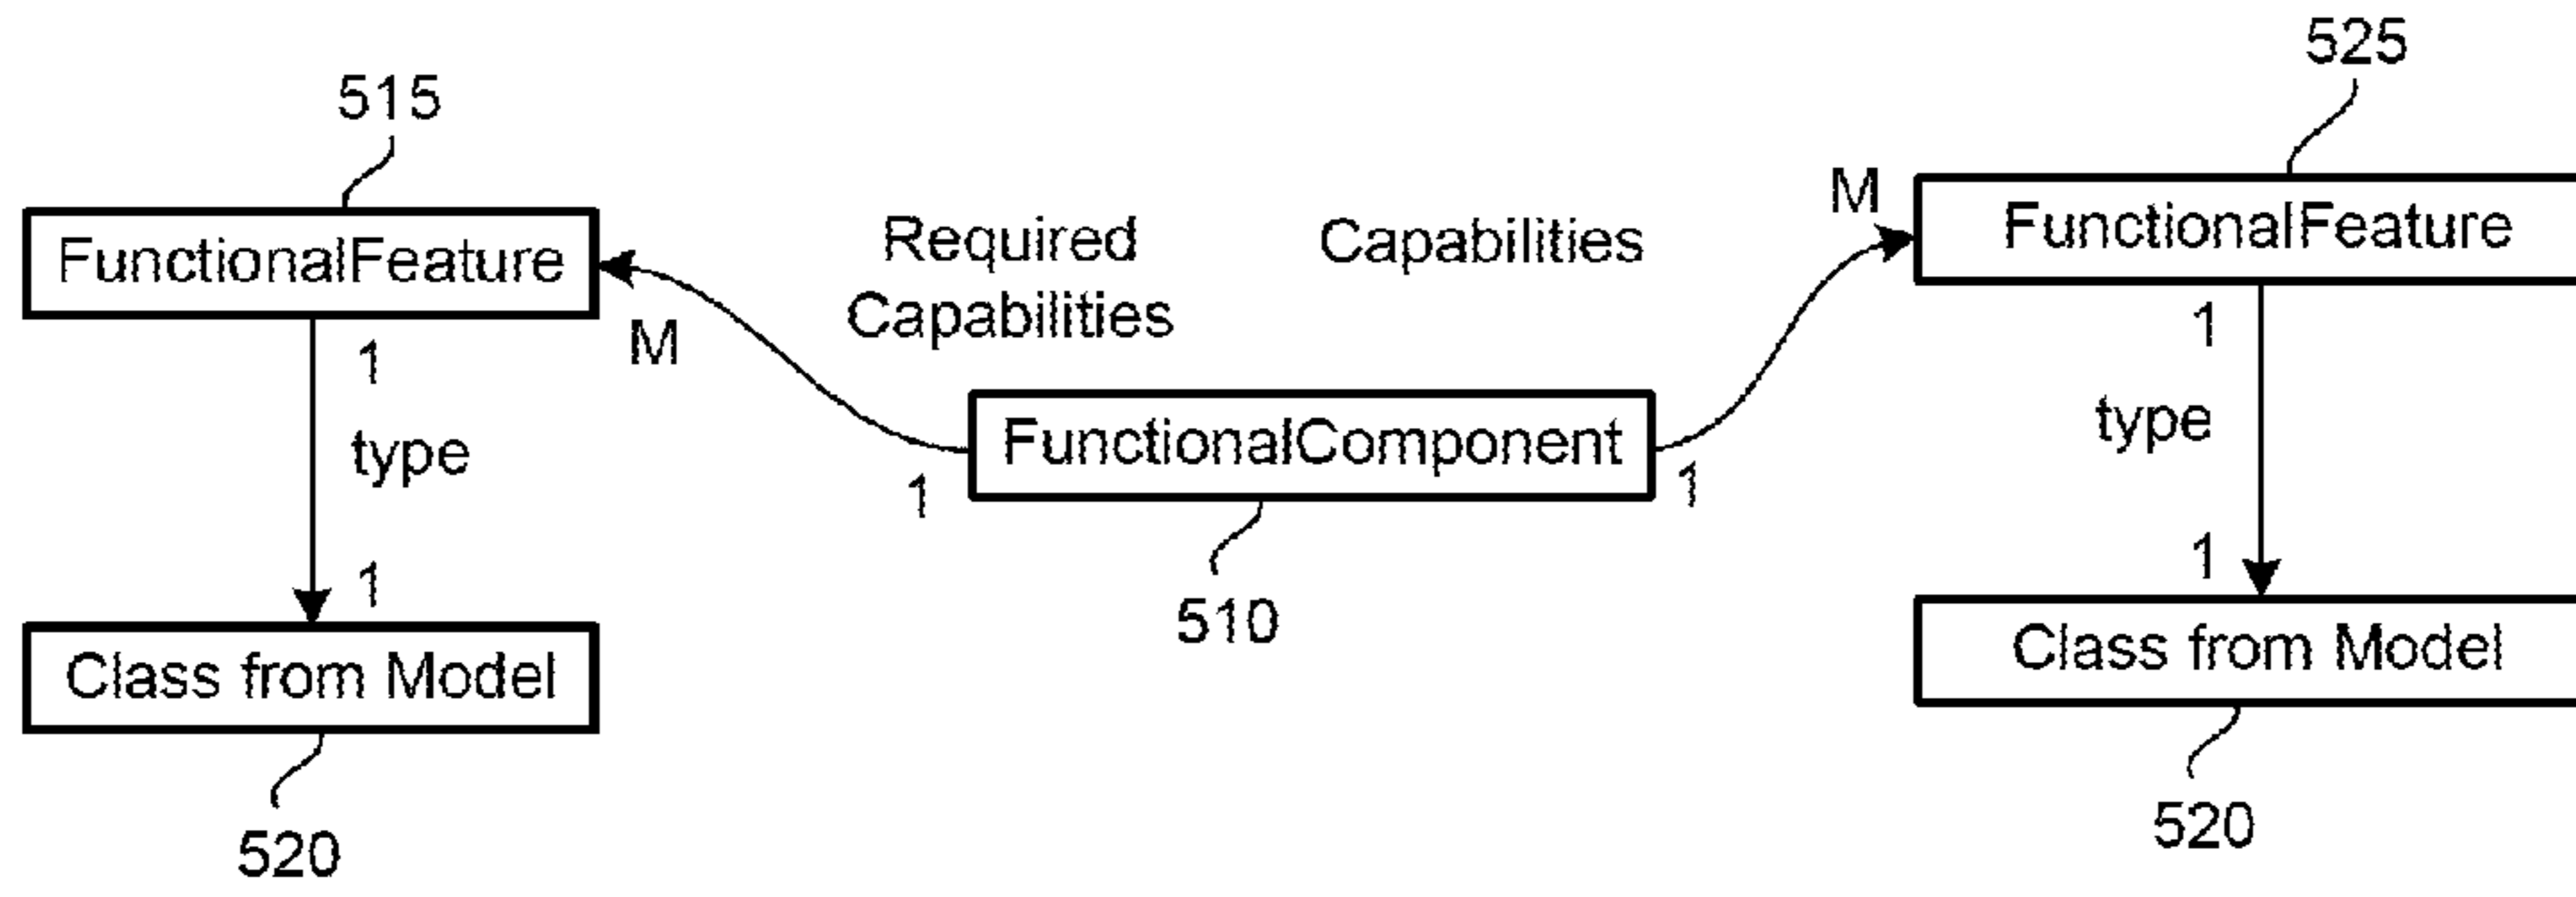 525
515
M
FunctionalFeature
Required
Capabilities
Capabilities
FunctionalFeature
M
1
1
type
type
FunctionalComponent
1
1
1
1
510
Class from Model
Class from Model
520
520